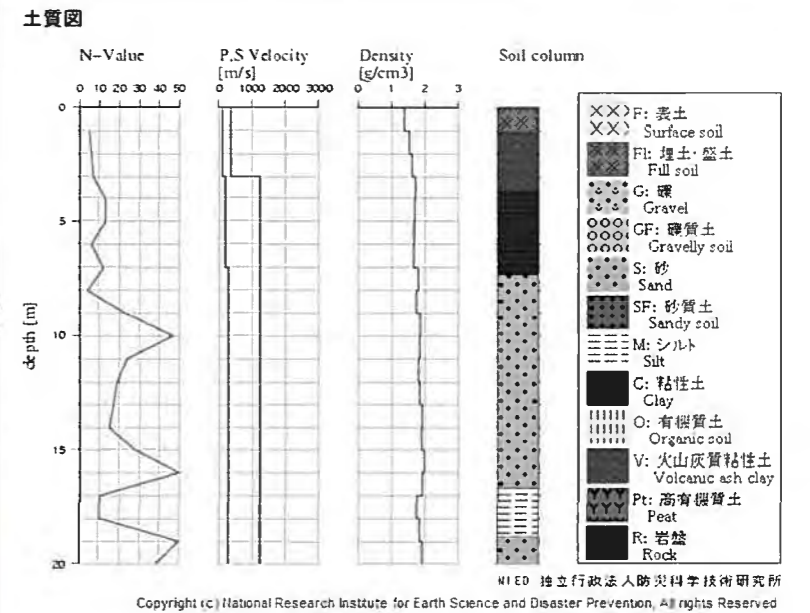 土質図
N-Value
P,S Velocity
[m/s]
Density
[g/cm3]
Soil column
0 10 20 30 40 50
0 1000 2000 3000
0 1 2 3
0
5
10
15
20
depth [m]
F: 表土
Surface soil
Fl: 埋土・盛土
Fill soil
G: 礫
Gravel
GF: 礫質土
Gravelly soil
S: 砂
Sand
SF: 砂質土
Sandy soil
M: シルト
Silt
C: 粘性土
Clay
O: 有機質土
Organic soil
V: 火山灰質粘性土
Volcanic ash clay
Pt: 高有機質土
Peat
R: 岩盤
Rock
NIED 独立行政法人防災科学技術研究所
Copyright (c) National Research Institute for Earth Science and Disaster Prevention, All rights Reserved